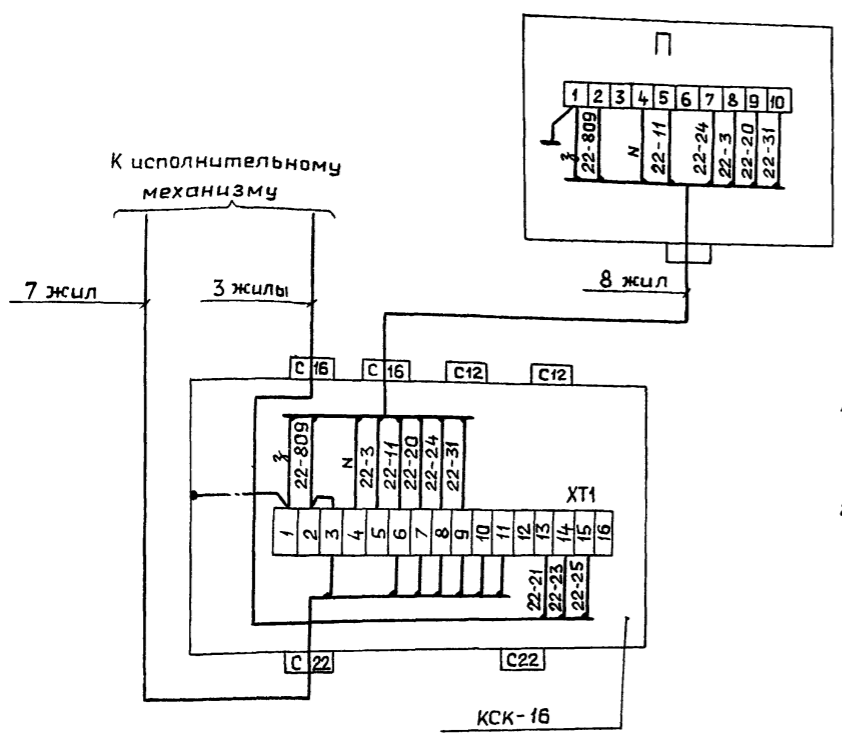 П
1 2 3 4 5 6 7 8 9 10
З 22-809 N 22-11 22-24 22-3 22-20 22-31
К исполнительному
механизму
7 жил
3 жилы
8 жил
С 16
С 16
С12
С12
З 22-809 N 22-3 22-11 22-20 22-24 22-31
ХТ1
1 2 3 4 5 6 7 8 9 10 11 12 13 14 15 16
22-21 22-23 22-25
С 22
С22
КСК-16